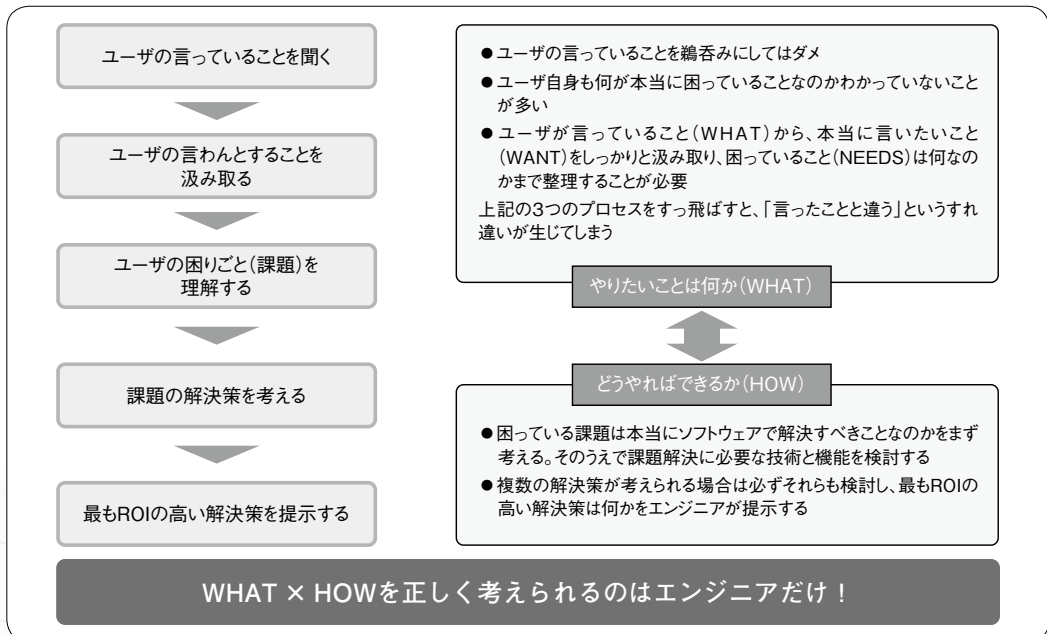 ユーザの言っていることを聞く
ユーザの言わんとすることを
汲み取る
ユーザの困りごと（課題）を
理解する
課題の解決策を考える
最もROIの高い解決策を提示する
●ユーザの言っていることを鵜呑みにしてはダメ
●ユーザ自身も何が本当に困っていることなのかわかっていないこと
が多い
●ユーザが言っていること（WHAT）から、本当に言いたいこと
（WANT）をしっかりと汲み取り、困っていること（NEEDS）は何なの
かまで整理することが必要
上記の3つのプロセスをすっ飛ばすと、「言ったことと違う」というすれ
違いが生じてしまう
やりたいことは何か（WHAT）
どうやればできるか（HOW）
●困っている課題は本当にソフトウェアで解決すべきことなのかをまず
考える。そのうえで課題解決に必要な技術と機能を検討する
●複数の解決策が考えられる場合は必ずそれらも検討し、最もROIの
高い解決策は何かをエンジニアが提示する
WHAT × HOWを正しく考えられるのはエンジニアだけ！